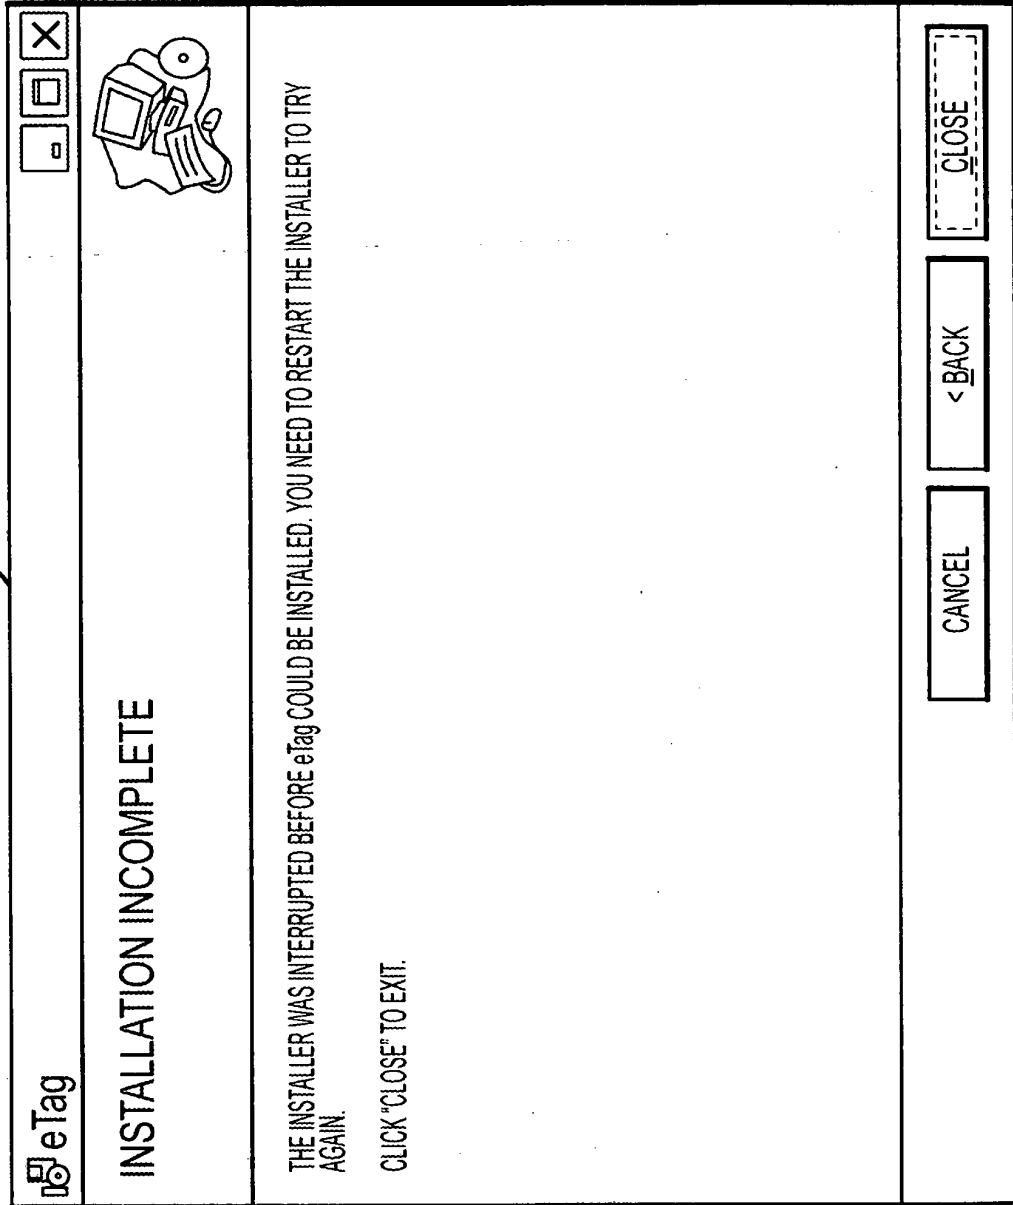 eTag
INSTALLATION INCOMPLETE
THE INSTALLER WAS INTERRUPTED BEFORE eTag COULD BE INSTALLED. YOU NEED TO RESTART THE INSTALLER TO TRY
AGAIN.
CLICK "CLOSE" TO EXIT.
CANCEL
< BACK
CLOSE